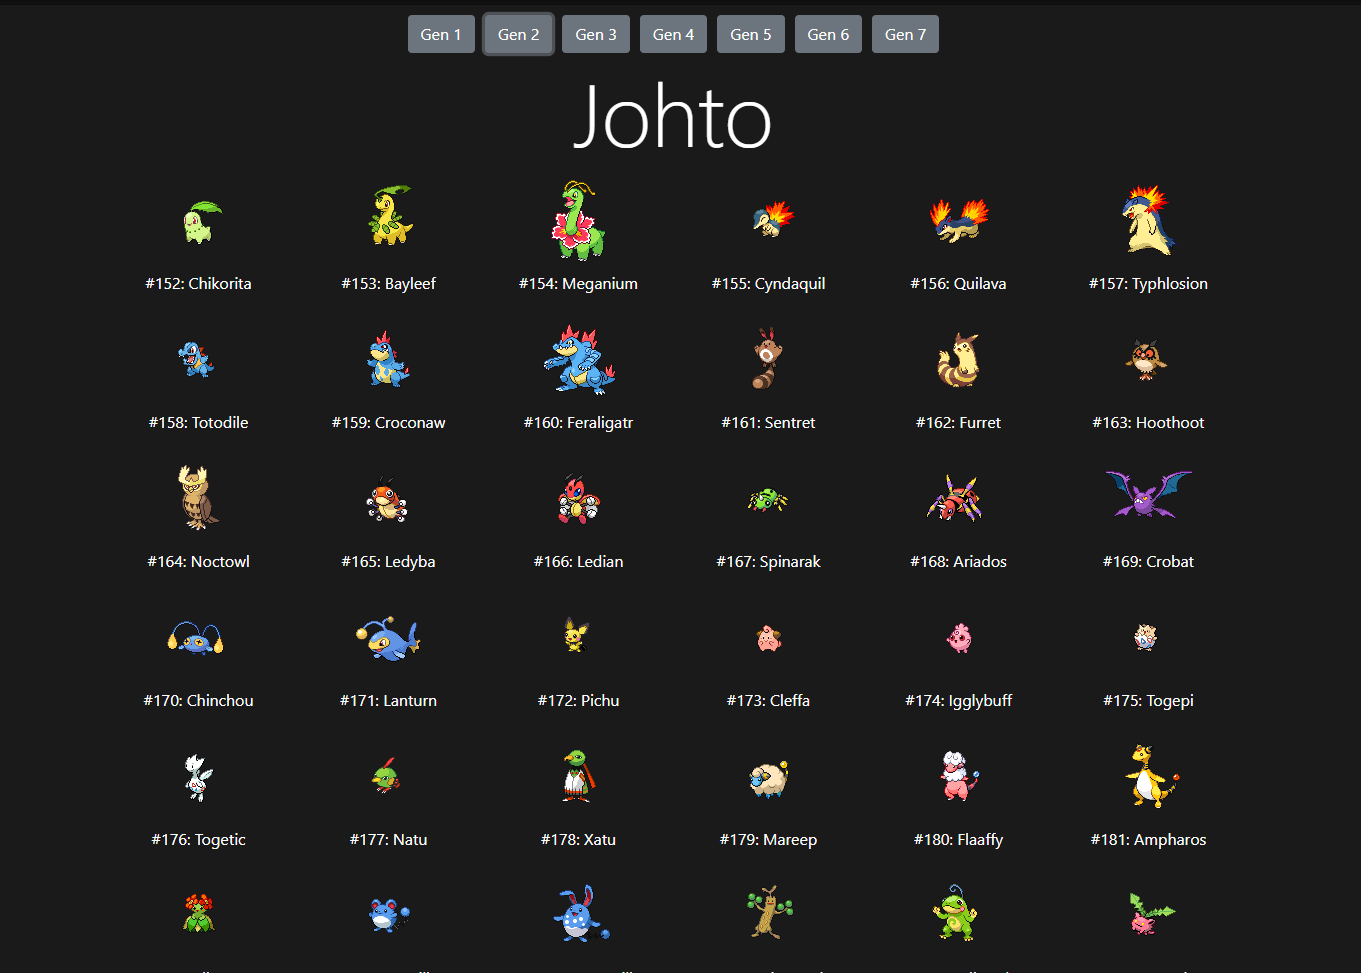 Gen 1 Gen 2 Gen 3 Gen 4 Gen 5 Gen 6 Gen 7
Johto
#152: Chikorita #153: Bayleef #154: Meganium #155: Cyndaquil #156: Quilava #157: Typhlosion
#158: Totodile #159: Croconaw #160: Feraligatr #161: Sentret #162: Furret #163: Hoothoot
#164: Noctowl #165: Ledyba #166: Ledian #167: Spinarak #168: Ariados #169: Crobat
#170: Chinchou #171: Lanturn #172: Pichu #173: Cleffa #174: Igglybuff #175: Togepi
#176: Togetic #177: Natu #178: Xatu #179: Mareep #180: Flaaffy #181: Ampharos